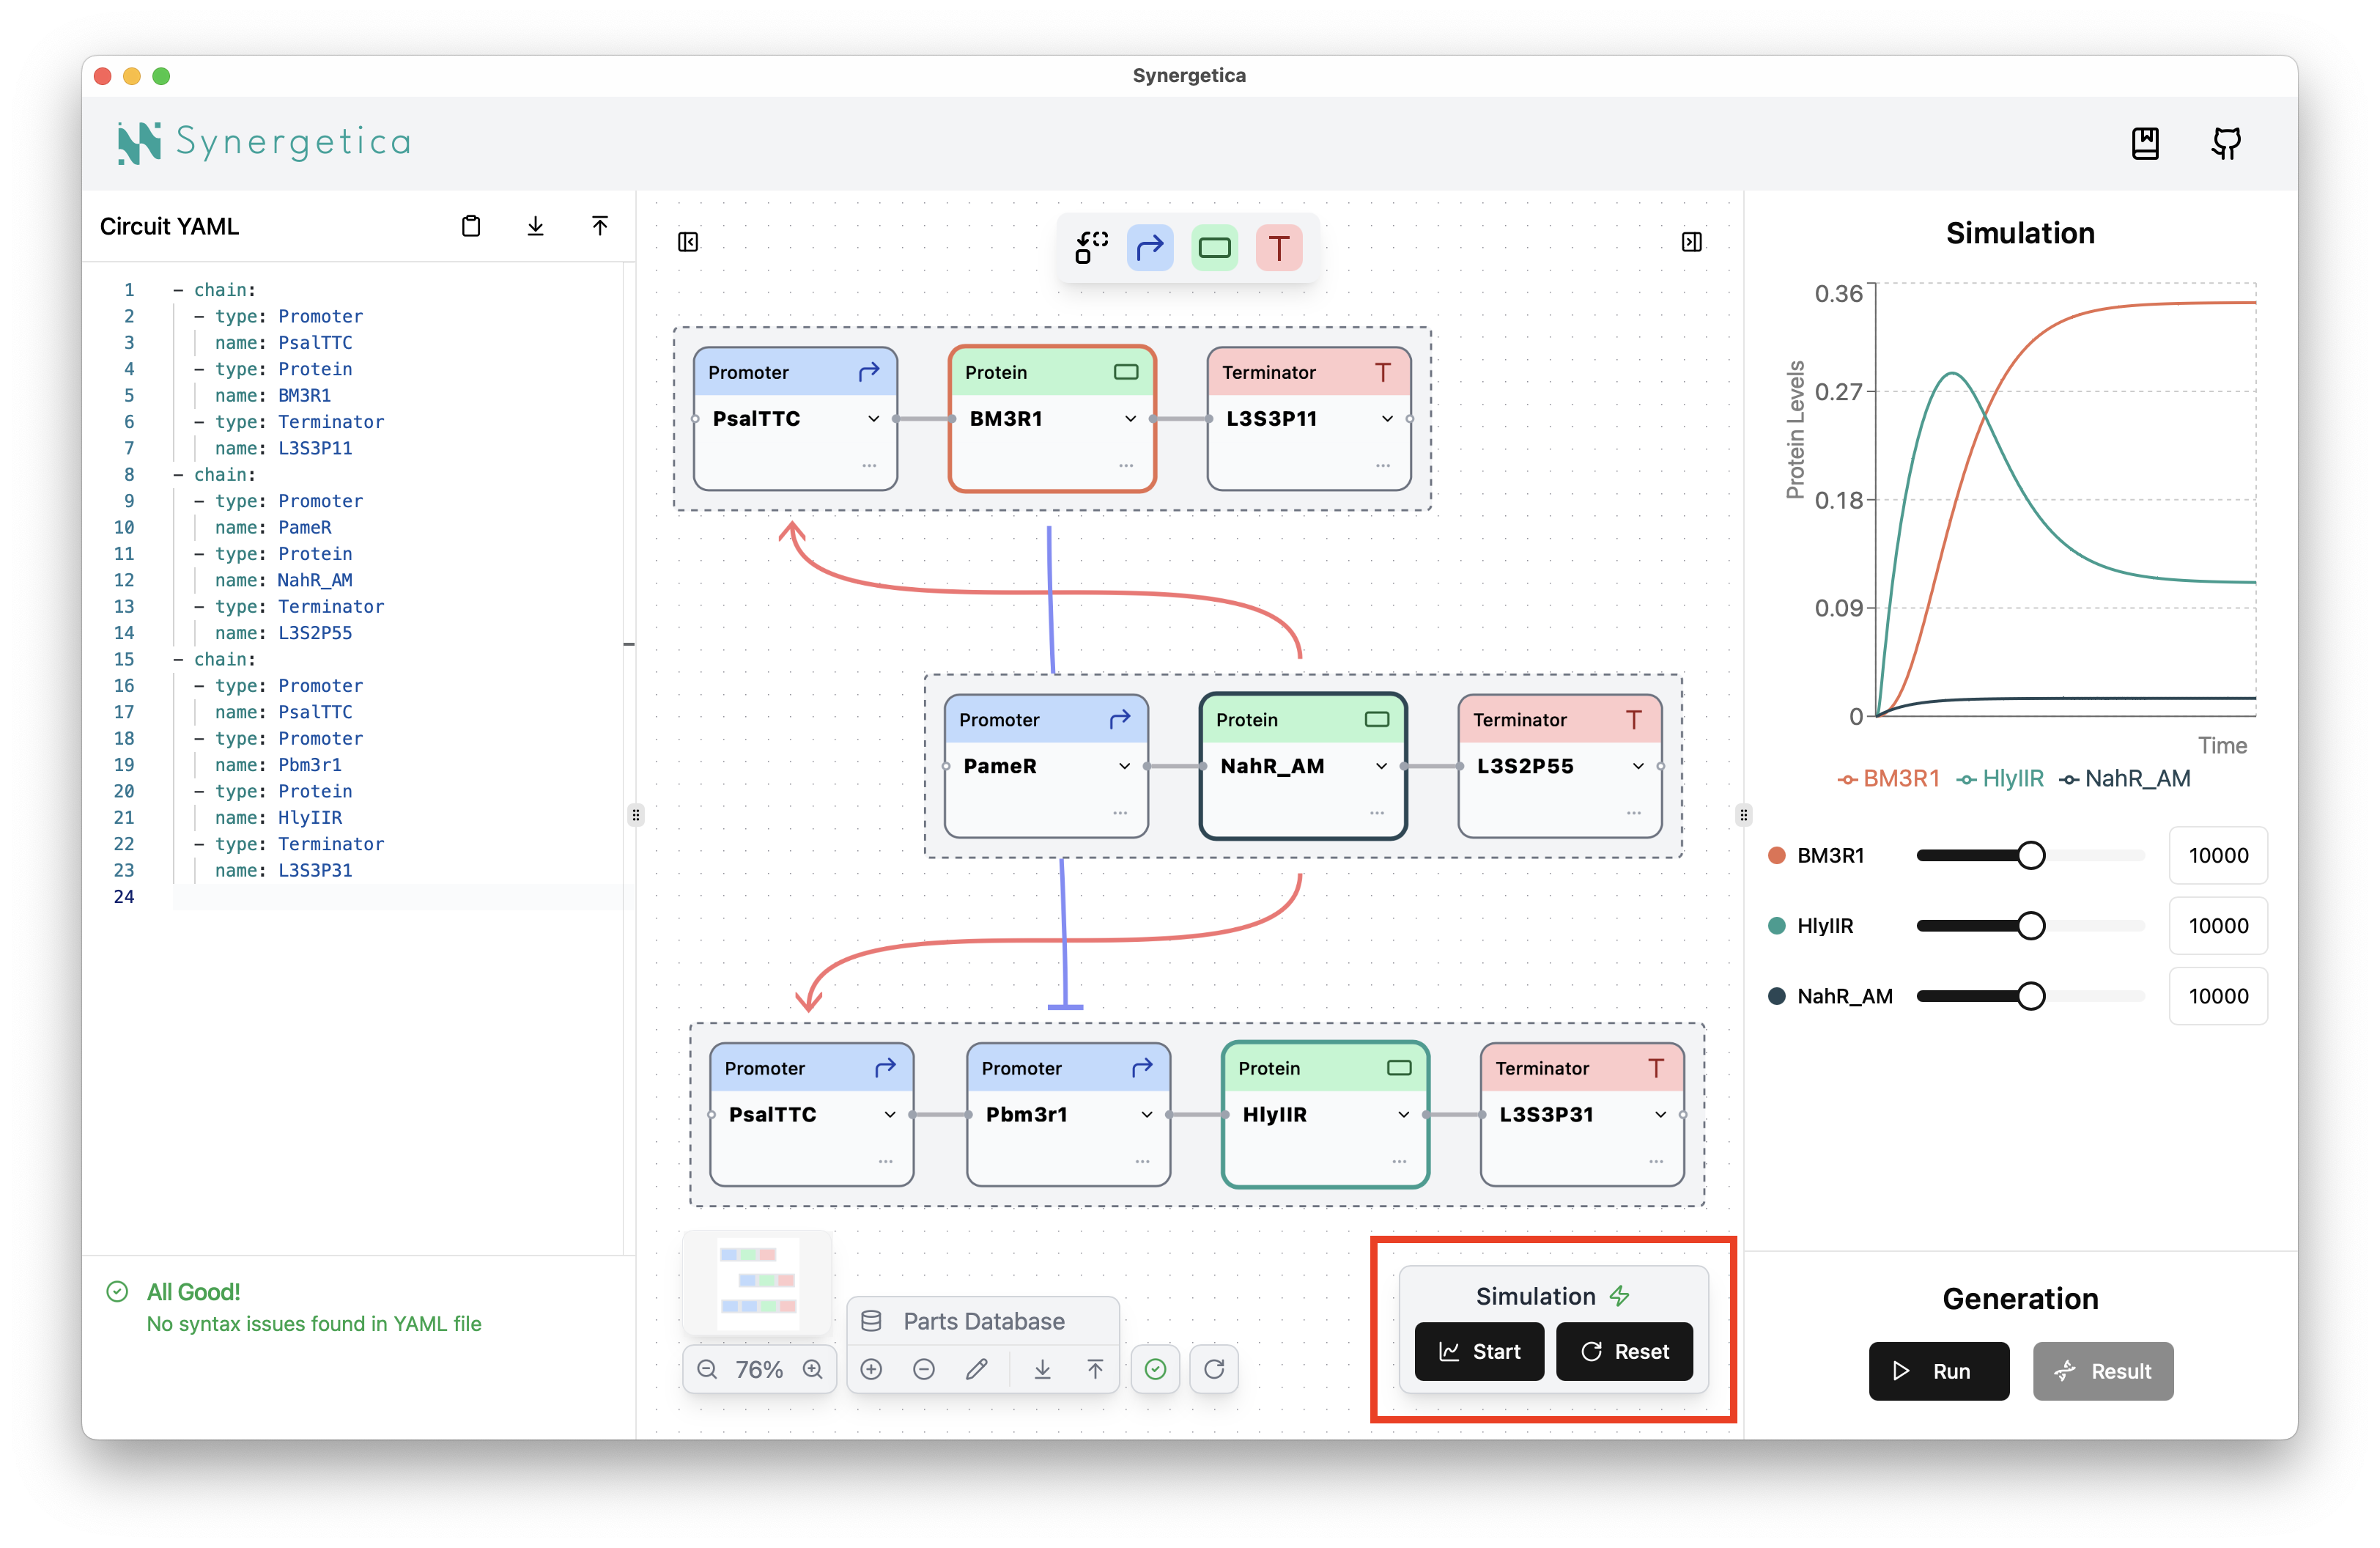 Synergetica
Synergetica
Circuit YAML
1 - chain:
2 - type: Promoter
3 name: PsalTTC
4 - type: Protein
5 name: BM3R1
6 - type: Terminator
7 name: L3S3P11
8 - chain:
9 - type: Promoter
10 name: PameR
11 - type: Protein
12 name: NahR_AM
13 - type: Terminator
14 name: L3S2P55
15 - chain:
16 - type: Promoter
17 name: PsalTTC
18 - type: Promoter
19 name: Pbm3r1
20 - type: Protein
21 name: HlyIIR
22 - type: Terminator
23 name: L3S3P31
24
All Good!
No syntax issues found in YAML file
T
Promoter
PsalTTC
...
Protein
BM3R1
...
Terminator T
L3S3P11
...
Promoter
PameR
...
Protein
NahR_AM
...
Terminator T
L3S2P55
...
Promoter
PsalTTC
...
Promoter
Pbm3r1
...
Protein
HlyIIR
...
Terminator T
L3S3P31
...
76%
Parts Database
Simulation
Start
Reset
Simulation
Protein Levels
0.36
0.27
0.18
0.09
0
Time
BM3R1 HlyIIR NahR_AM
BM3R1 10000
HlyIIR 10000
NahR_AM 10000
Generation
Run
Result